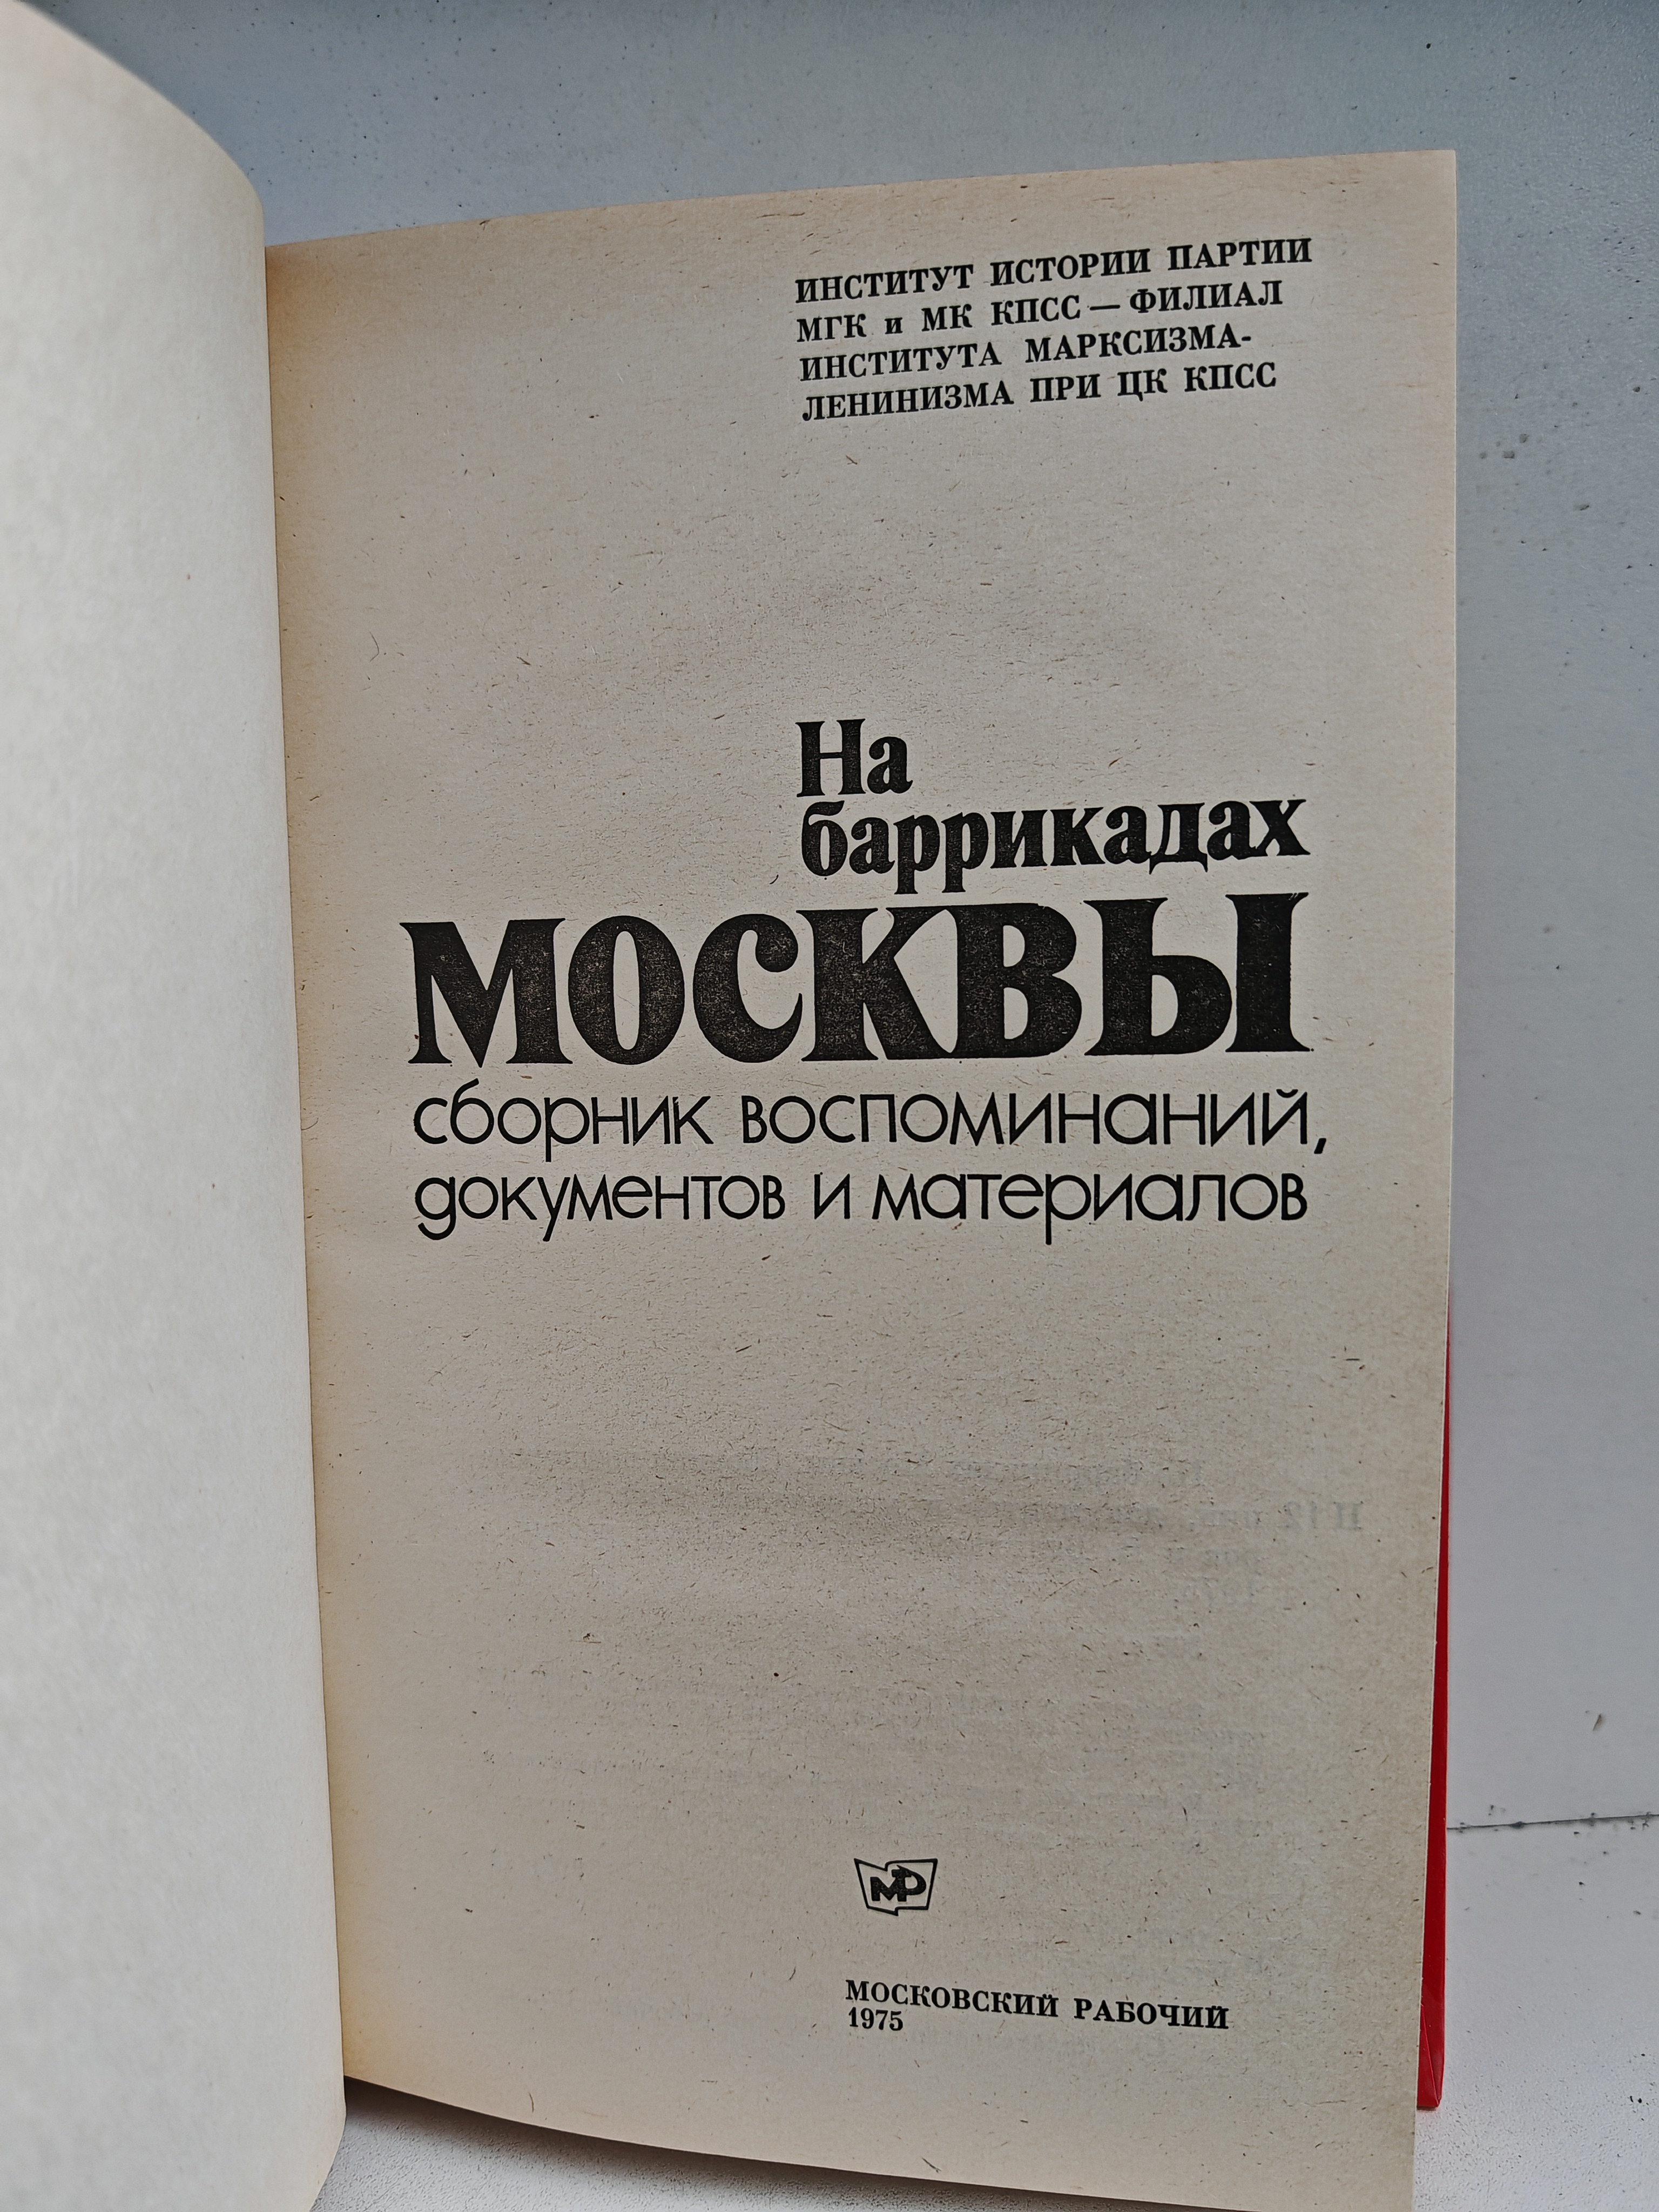 ИНСТИТУТ ИСТОРИИ ПАРТИИ
МГК и МК КПСС — ФИЛИАЛ
ИНСТИТУТА МАРКСИЗМА-
ЛЕНИНИЗМА ПРИ ЦК КПСС
На
баррикадах
МОСКВЫ
сборник воспоминаний,
документов и материалов
МР
МОСКОВСКИЙ РАБОЧИЙ
1975